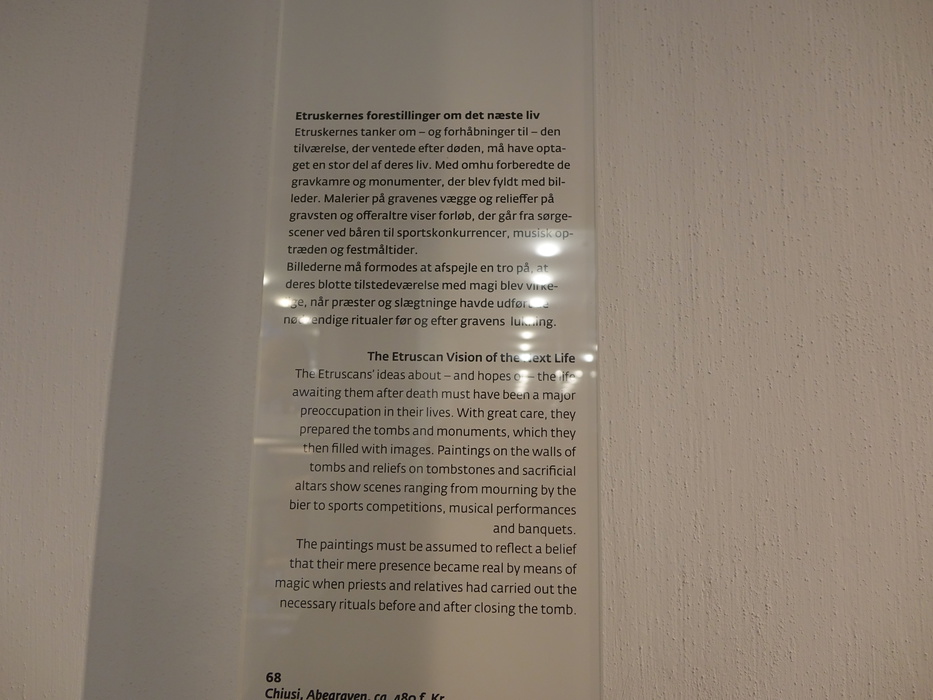 Etruskernes forestillinger om det næste liv
Etruskernes tanker om – og forhåbninger til – den
tilværelse, der ventede efter døden, må have opta-
get en stor del af deres liv. Med omhu forberedte de
gravkamre og monumenter, der blev fyldt med bil-
leder. Malerier på gravenes vægge og relieffer på
gravsten og offeraltre viser forløb, der går fra sørge-
scener ved båren til sportskonkurrencer, musisk op-
træden og festmåltider.
Billederne må formodes at afspejle en tro på, at
deres blotte tilstedeværelse med magi blev virke-
når præster og slægtninge havde
ritualer før og efter gravens
The Etruscan Vision of the Next Life
The Etruscans' ideas about – and hopes – the life
awaiting them after death must have been a major
preoccupation in their lives. With great care, they
prepared the tombs and monuments, which they
then filled with images. Paintings on the walls of
tombs and reliefs on tombstones and sacrificial
altars show scenes ranging from mourning by the
bier to sports competitions, musical performances
and banquets.
The paintings must be assumed to reflect a belief
that their mere presence became real by means of
magic when priests and relatives had carried out the
necessary rituals before and after closing the tomb.
68
Chiusi, Abegraven, ca. 480 f. Kr.